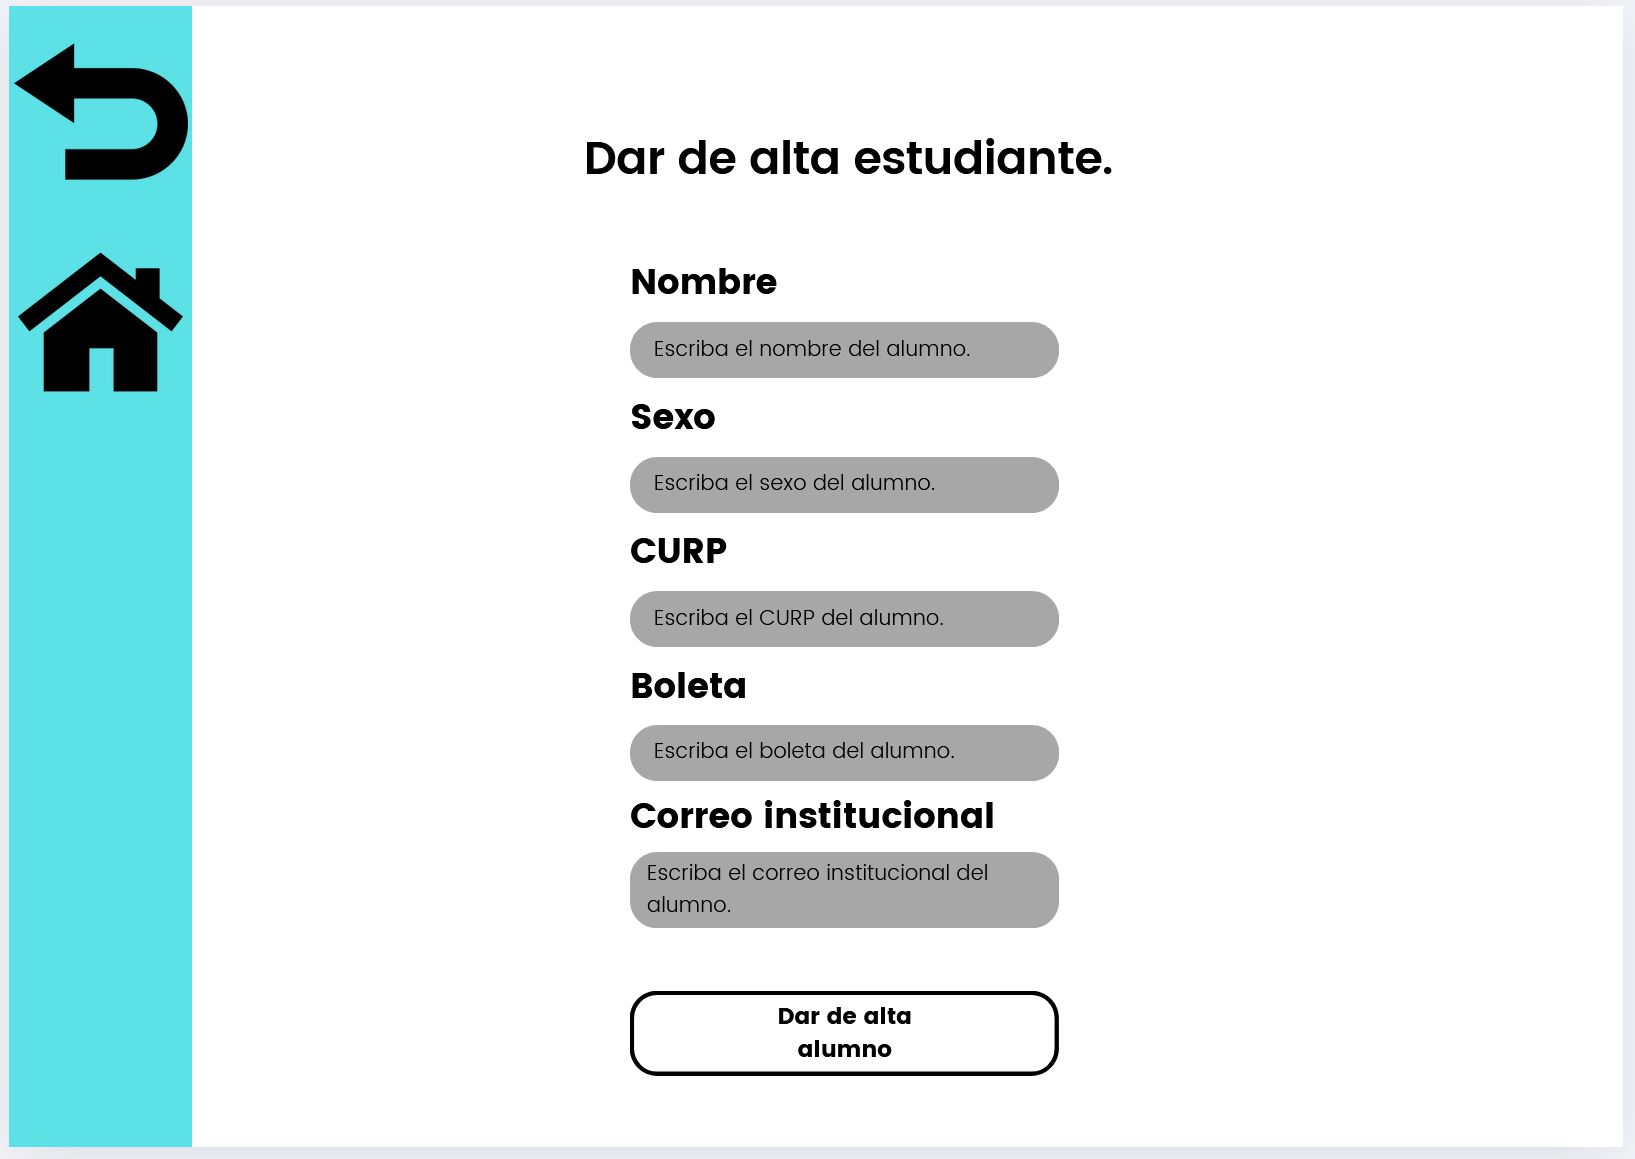 Dar de alta estudiante.
Nombre
Escriba el nombre del alumno.
Sexo
Escriba el sexo del alumno.
CURP
Escriba el CURP del alumno.
Boleta
Escriba el boleta del alumno.
Correo institucional
Escriba el correo institucional del
alumno.
Dar de alta
alumno